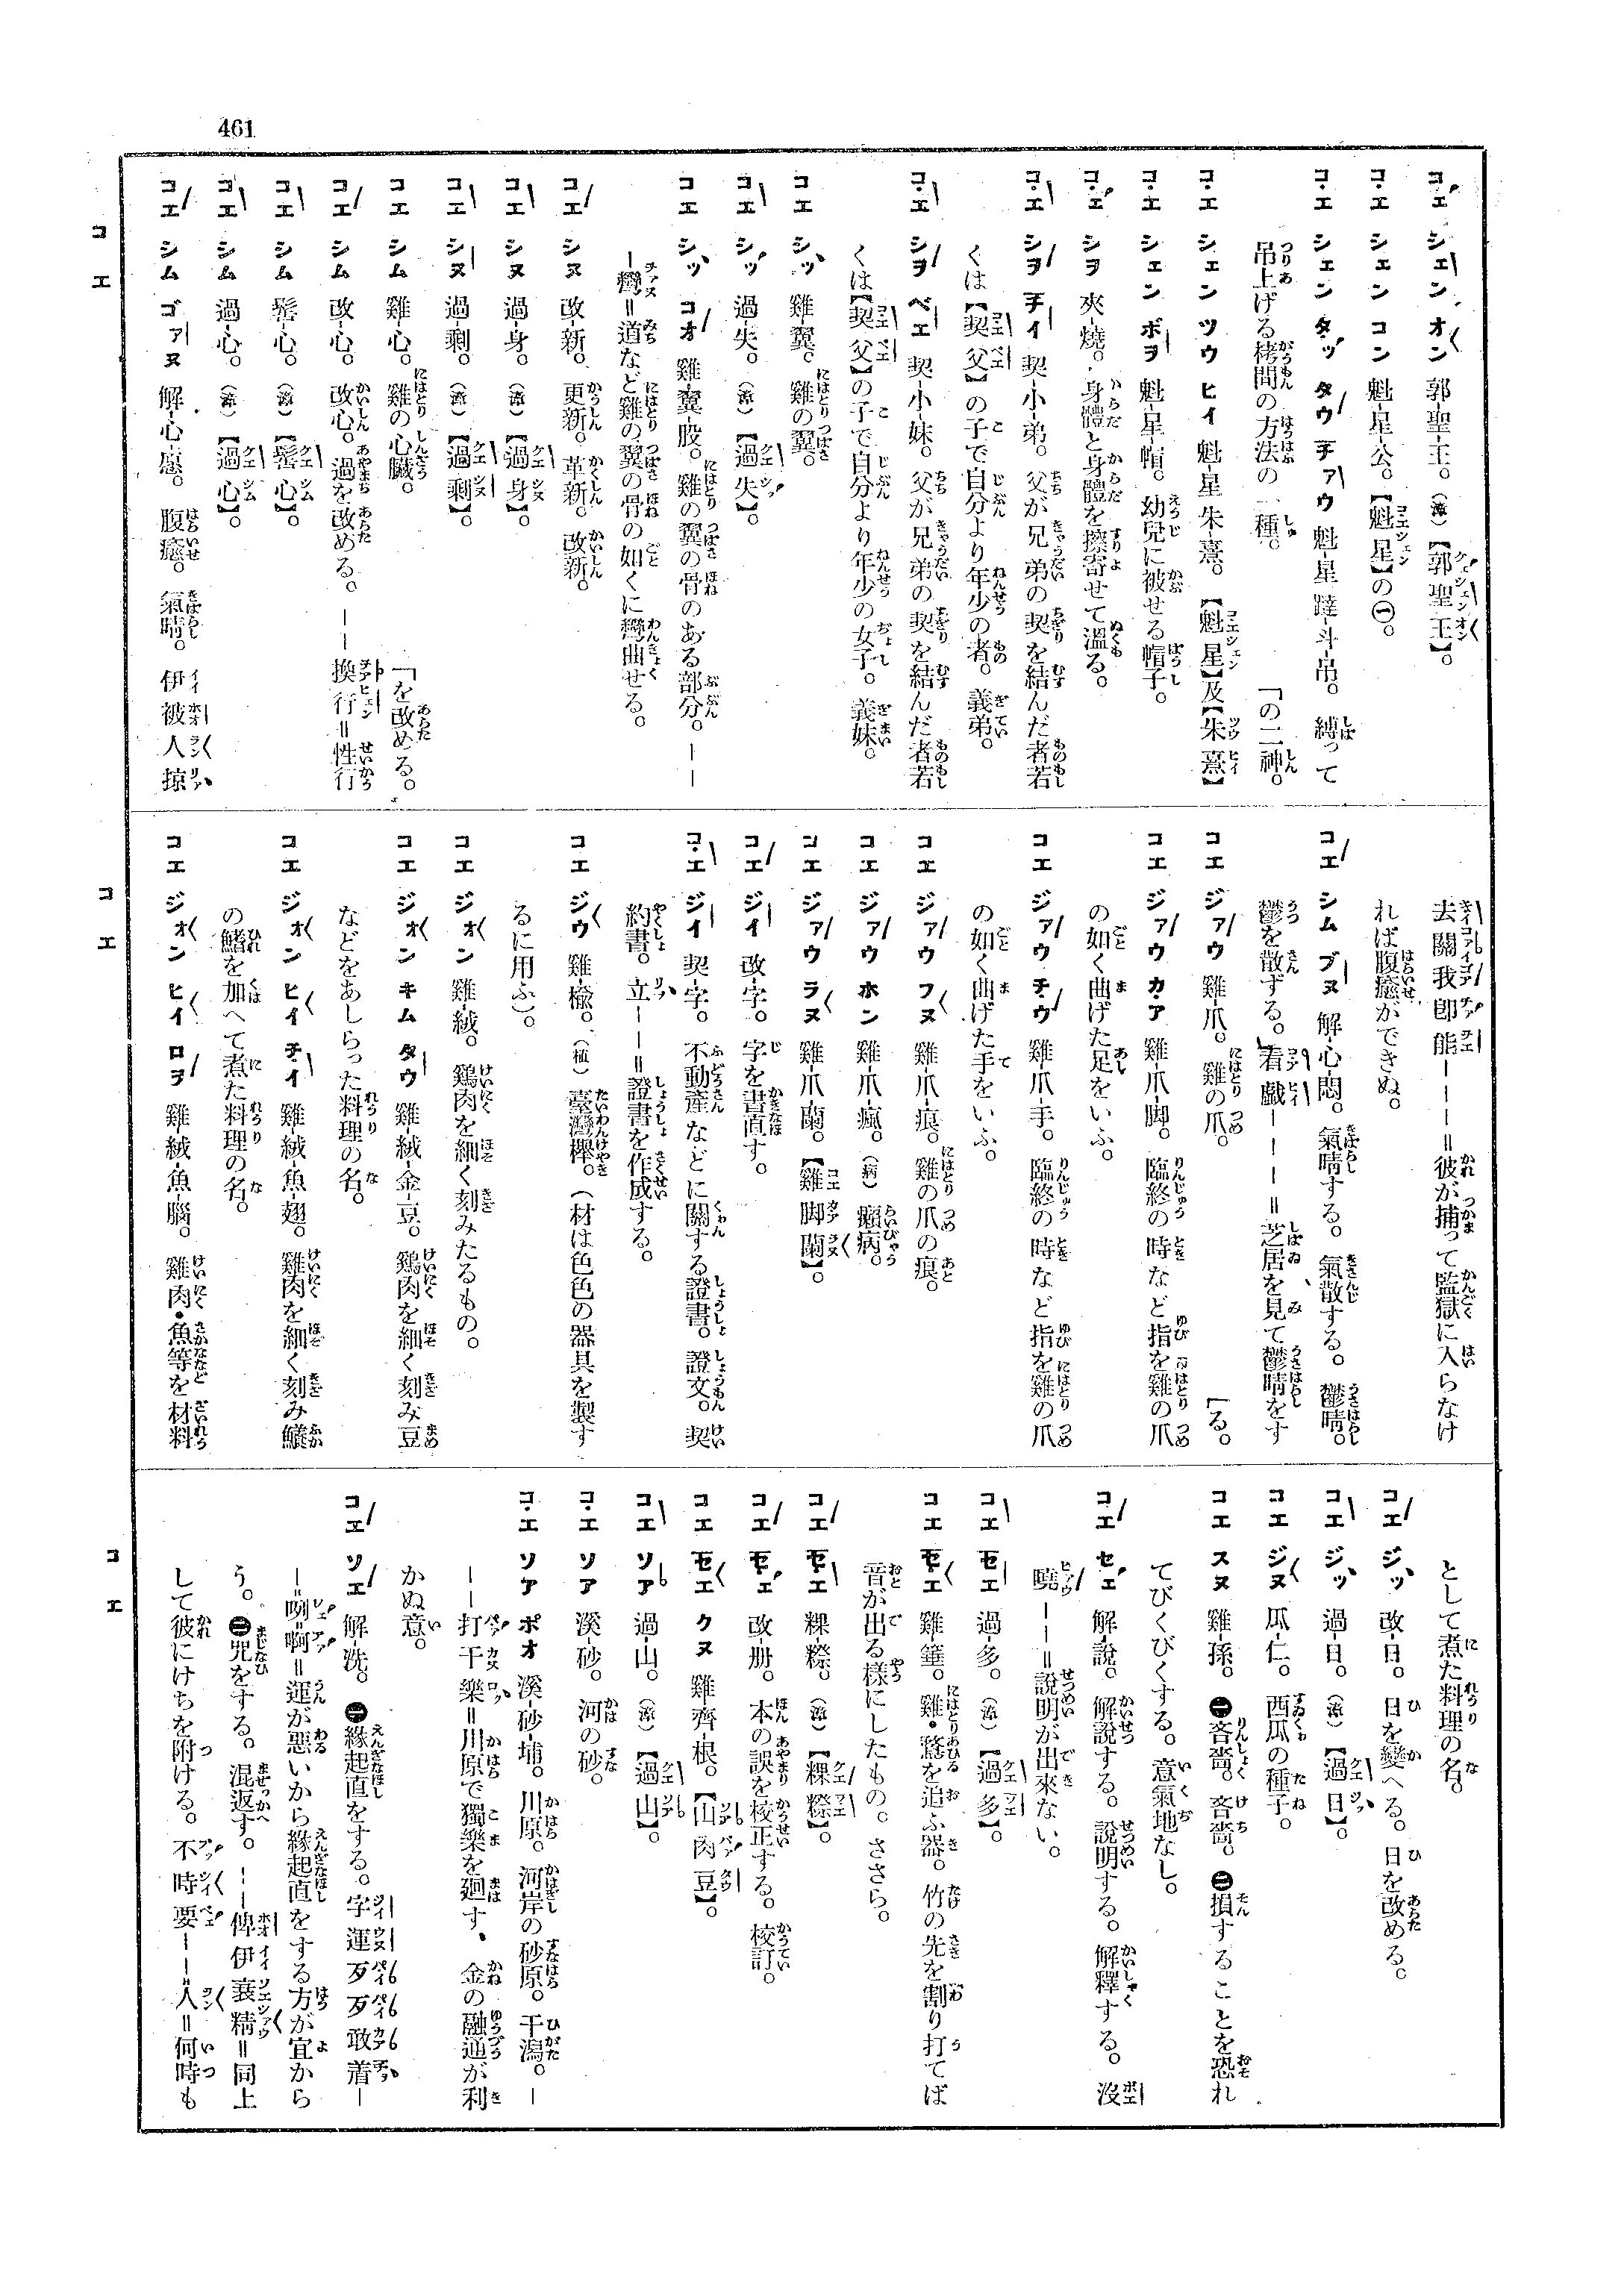 461
コエ シェン オン 郭-聖-王。(漳)【郭聖王】。
コエ シェン コン 魁-星-公。【魁星】の㊀。
コエ シェン タッ タウ チァウ 魁-星 躂-斗-吊。 縛って
吊上げる栲問の方法の一種。 「の二神。
コエ シェン ツウ ヒイ 魁-星 朱-熹。【魁星】及【朱熹】
コエ シェン ボヲ 魁-星-帽。幼兒に被せる帽子。
コエ シヲ 夾-燒。身體と身體を擦寄せて溫る。
コエ シヲ チイ 契-小-弟。父が兄弟の契を結んだ者若
くは【契父】の子で自分より年少の者。義弟。
コエ シヲ ベエ 契-小-妹。父が兄弟の契を結んだ者若
くは【契父】の子で自分より年少の女子。義妹。
コエ シッ 雞-翼。雞の翼。
コエ シッ 過-失。(漳)【過失】。
コエ シッ コオ 雞-翼-股。雞の翼の骨のある部分。——
—彎=道など雞の翼の骨の如くに彎曲せる。
コエ シヌ 改-新。更新。革新。改新。
コエ シヌ 過-身。(漳)【過身】。
コエ シヌ 過-剩。(漳)【過剩】。
コエ シム 雞-心。雞の心臟。 「を改める。
コエ シム 改-心。改心。過を改める。——換行=性行
コエ シム 髻-心。(漳)【髻心】。
コエ シム 過-心。(漳)【過心】。
コエ シム ゴァヌ 解-心-癮。腹癒。氣晴。伊被人掠
去關我卽能———=彼が捕って監獄に入らなけ
れば腹癒ができぬ。
コエ シム ブヌ 解-心-悶。氣晴する。氣散する。鬱晴。
鬱を散ずる。」看戲———=芝居を見て鬱晴をす
コエ ジァウ 雞-爪。雞の爪。 「る。
コエ ジァウ カア 雞-爪-脚。臨終の時など指を雞の爪
の如く曲げた足をいふ。
コエ ジァウ チウ 雞-爪-手。臨終の時など指を雞の爪
の如く曲げた手をいふ。
コエ ジァウ フヌ 雞-爪-痕。雞の爪の痕。
コエ ジァウ ホン 雞-爪-瘋。(病)癩病。
コエ ジァウ ラヌ 雞-爪-蘭。【雞脚蘭】。
コエ ジイ 改-字。字を書直す。
コエ ジイ 契-字。不動產などに關する證書。證文。契
約書。立——=證書を作成する。
コエ ジウ 雞-楡。(植)臺灣欅。(材は色色の器具を製す
るに用ふ)。
コエ ジォン 雞-絨。鷄肉を細く刻みたるもの。
コエ ジォン キム タウ 雞-絨-金-豆。鷄肉を細く刻み豆
などをあしらった料理の名。
コエ ジォン ヒイ チイ 雞-絨-魚-翅。雞肉を細く刻み鱶
の鰭を加へて煮た料理の名。
コエ ジォン ヒイ ロヲ 雞-絨-魚-腦。雞肉・魚等を材料
として煮た料理の名。
コエ ジッ 改-日。日を變へる。日を改める。
コエ ジッ 過-日。(漳)【過日】。
コエ ジヌ 瓜-仁。西瓜の種子。
コエ スヌ 雞-孫。㊀吝嗇。吝嗇。㊁損することを恐れ
てびくびくする。意氣地なし。
コエ セエ 解-說。解說する。說明する。解釋する。沒
曉——=說明が出來ない。
コエ セエ 過-多。(漳)【過多】。
コエ セエ 雞-箠。雞・鶩を追ふ器。竹の先を割り打てば
音が出る樣にしたもの。ささら。
コエ セエ 粿-粶。(漳)【粿粶】。
コエ セエ 改-册。本の誤を校正する。校訂。
コエ セエ クヌ 雞-齊-根。【山肉豆】。
コエ ソア 過-山。(漳)【過山】。
コエ ソア 溪-砂。河の砂。
コエ ソア ポオ 溪-砂-埔。川原。河岸の砂原。干潟。—
——打干樂=川原で獨樂を廻す、金の融通が利
かぬ意。
コエ ソエ 解-洗。㊀緣起直をする。字運歹歹敢着—
—咧啊=運が惡いから緣起直をする方が宜から
う。㊁咒をする。混返す。——俾伊衰精=同上
して彼にけちを附ける。不時要——人=何時も
コ エ
コ エ
コ エ